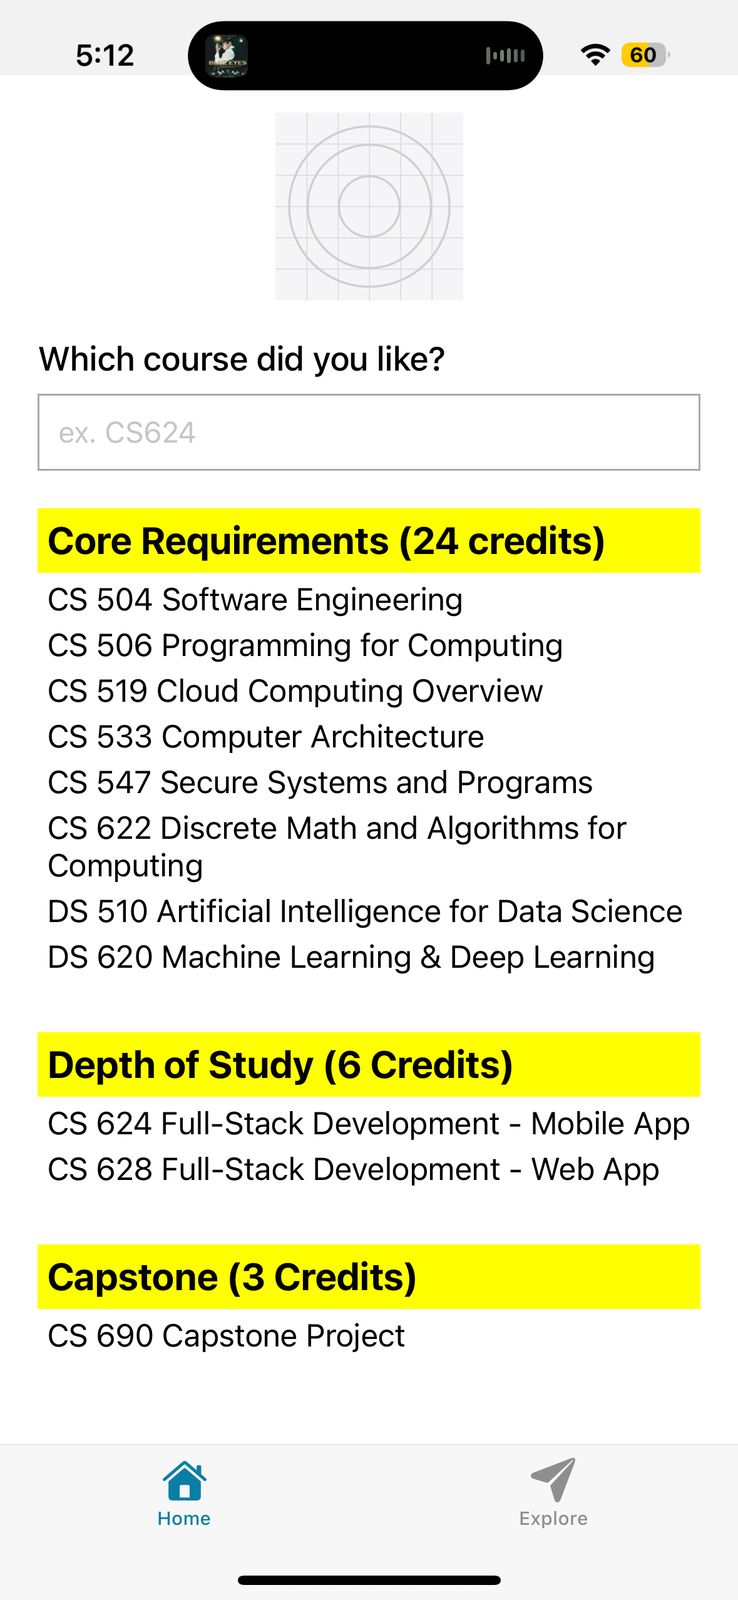 5:12
60
Which course did you like?
ex. CS624
Core Requirements (24 credits)
CS 504 Software Engineering
CS 506 Programming for Computing
CS 519 Cloud Computing Overview
CS 533 Computer Architecture
CS 547 Secure Systems and Programs
CS 622 Discrete Math and Algorithms for
Computing
DS 510 Artificial Intelligence for Data Science
DS 620 Machine Learning & Deep Learning
Depth of Study (6 Credits)
CS 624 Full-Stack Development - Mobile App
CS 628 Full-Stack Development - Web App
Capstone (3 Credits)
CS 690 Capstone Project
Home
Explore